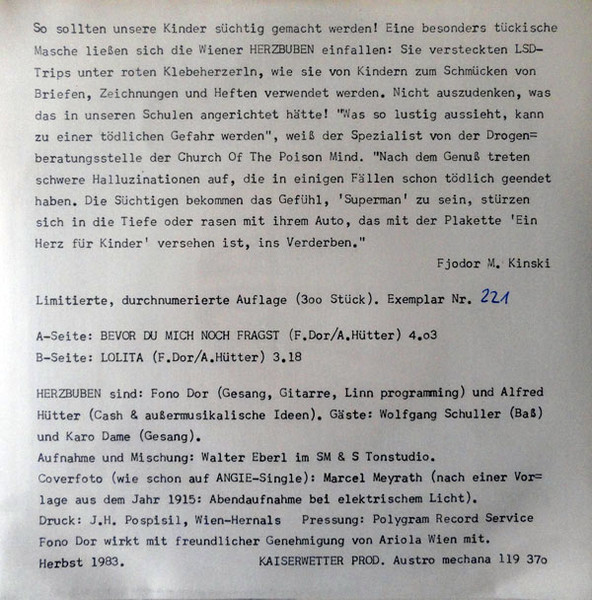 So sollten unsere Kinder süchtig gemacht werden! Eine besonders tückische
Masche ließen sich die Wiener HERZBUBEN einfallen: Sie versteckten LSD-
Trips unter roten Klebeherzerln, wie sie von Kindern zum Schmücken von
Briefen, Zeichnungen und Heften verwendet werden. Nicht auszudenken, was
das in unseren Schulen angerichtet hätte! "Was so lustig aussieht, kann
zu einer tödlichen Gefahr werden", weiß der Spezialist von der Drogen=
beratungsstelle der Church Of The Poison Mind. "Nach dem Genuß treten
schwere Halluzinationen auf, die in einigen Fällen schon tödlich geendet
haben. Die Süchtigen bekommen das Gefühl, 'Superman' zu sein, stürzen
sich in die Tiefe oder rasen mit ihrem Auto, das mit der Plakette 'Ein
Herz für Kinder' versehen ist, ins Verderben."
Fjodor M. Kinski
Limitierte, durchnumerierte Auflage (3oo Stück). Exemplar Nr. 221
A-Seite: BEVOR DU MICH NOCH FRAGST (F.Dor/A.Hütter) 4.o3
B-Seite: LOLITA (F.Dor/A.Hütter) 3.18
HERZBUBEN sind: Fono Dor (Gesang, Gitarre, Linn programming) und Alfred
Hütter (Cash & außermusikalische Ideen). Gäste: Wolfgang Schuller (Baß)
und Karo Dame (Gesang).
Aufnahme und Mischung: Walter Eberl im SM & S Tonstudio.
Coverfoto (wie schon auf ANGIE-Single): Marcel Meyrath (nach einer Vor=
lage aus dem Jahr 1915: Abendaufnahme bei elektrischem Licht).
Druck: J.H. Pospisil, Wien-Hernals Pressung: Polygram Record Service
Fono Dor wirkt mit freundlicher Genehmigung von Ariola Wien mit.
Herbst 1983. KAISERWETTER PROD. Austro mechana 119 37o